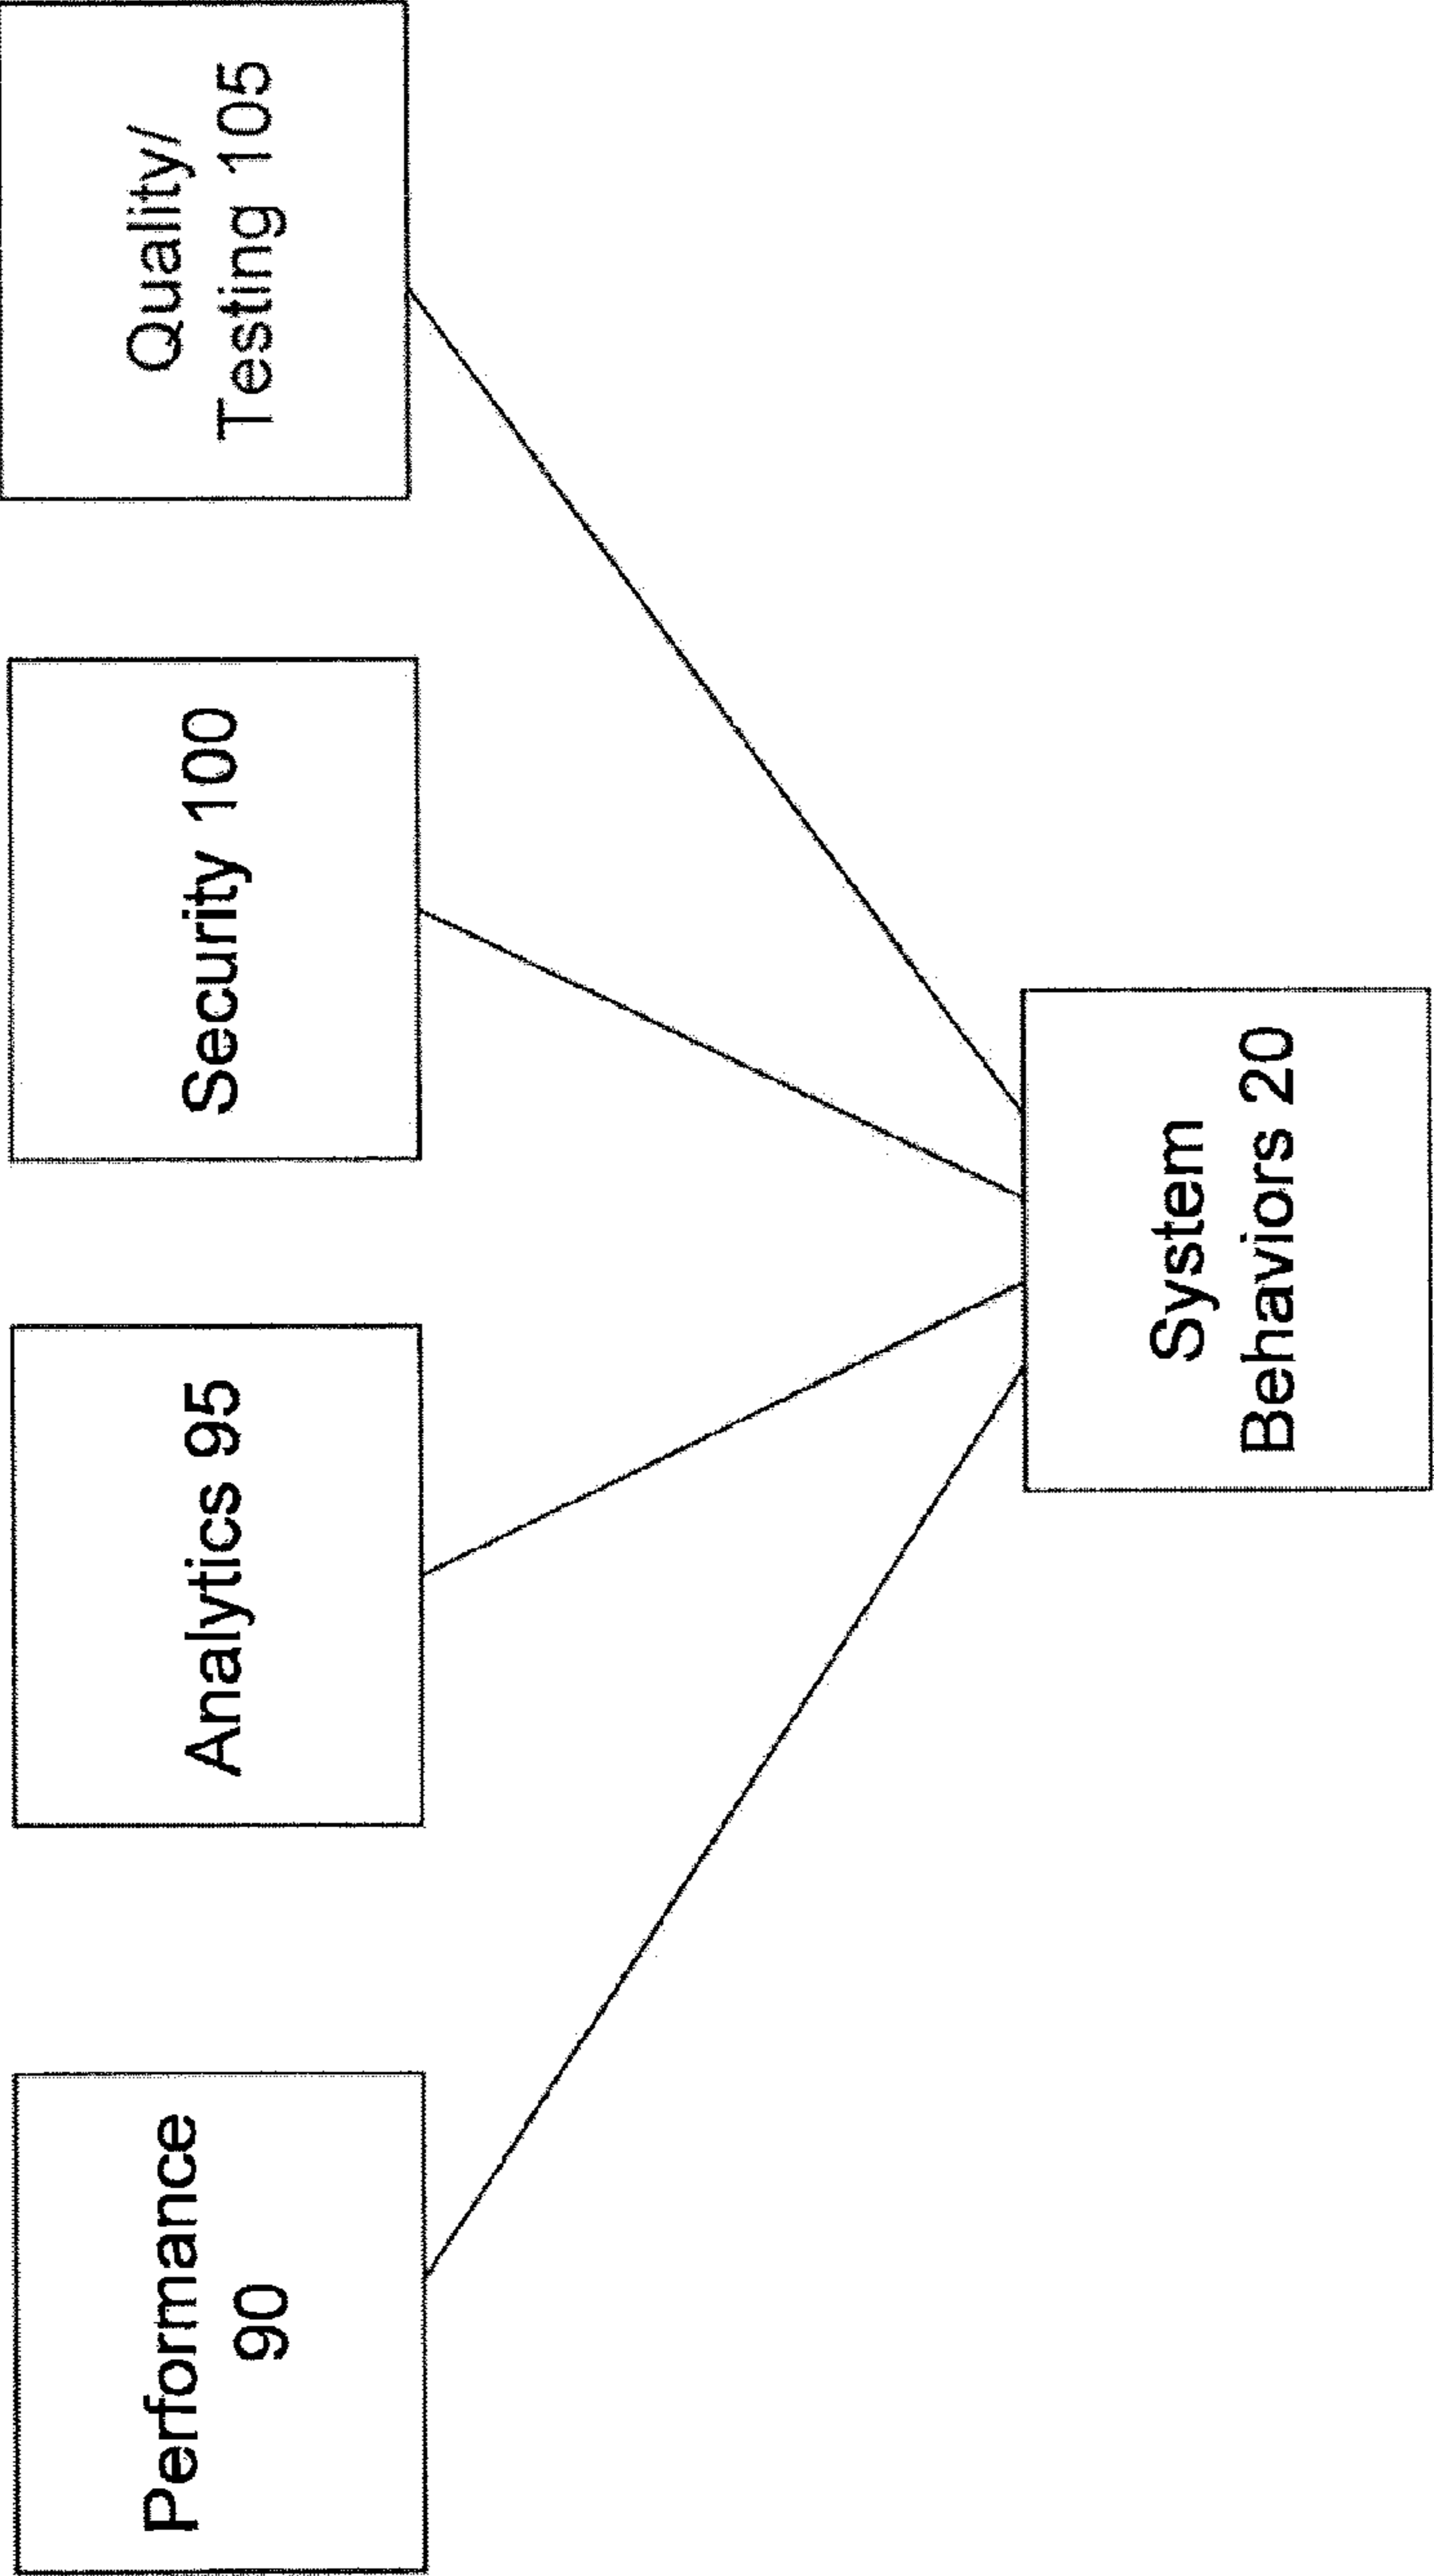 Performance
90
Analytics 95
Security 100
Quality/
Testing 105
System
Behaviors 20